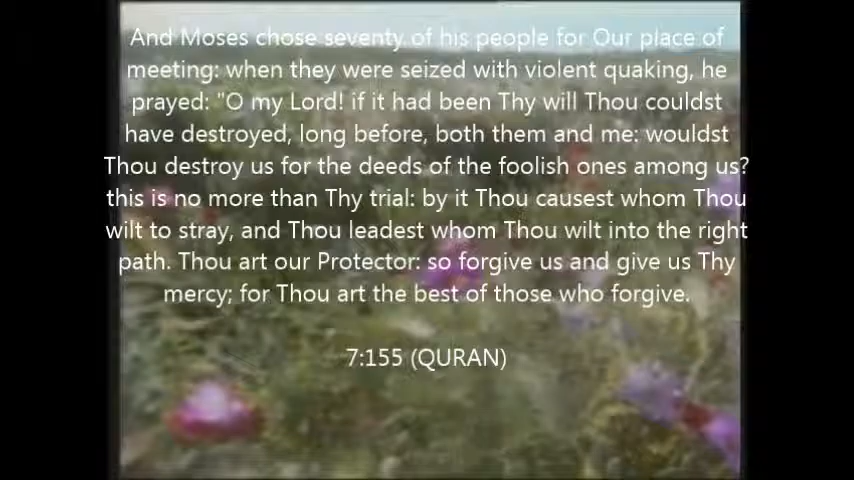 And Moses chose seventy of his people for Our place of
meeting: when they were seized with violent quaking, he
prayed: "O my Lord! if it had been Thy will Thou couldst
have destroyed, long before, both them and me: wouldst
Thou destroy us for the deeds of the foolish ones among us?
this is no more than Thy trial: by it Thou causest whom Thou
wilt to stray, and Thou leadest whom Thou wilt into the right
path. Thou art our Protector: so forgive us and give us Thy
mercy; for Thou art the best of those who forgive.
7:155 (QURAN)